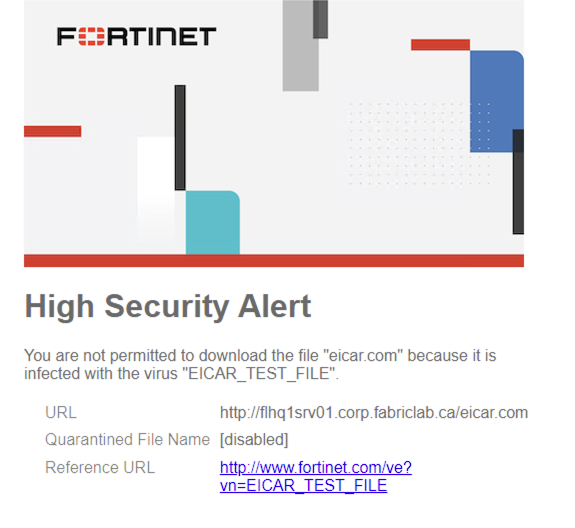 FORTINET
High Security Alert
You are not permitted to download the file "eicar.com" because it is
infected with the virus "EICAR_TEST_FILE".
URL http://flhq1srv01.corp.fabriclab.ca/eicar.com
Quarantined File Name [disabled]
Reference URL http://www.fortinet.com/ve?
vn=EICAR_TEST_FILE